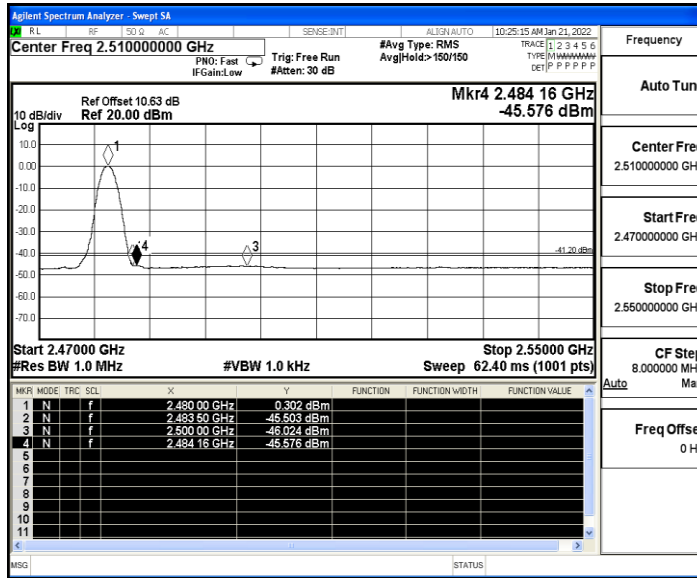 Agilent Spectrum Analyzer - Swept SA
RL RF 50 Ω AC SENSE:INT ALIGN AUTO 10:25:15 AM Jan 21, 2022
Center Freq 2.510000000 GHz
PNO: Fast
IFGain:Low
Trig: Free Run
#Atten: 30 dB
#Avg Type: RMS
Avg|Hold:>150/150
TRACE 1 2 3 4 5 6
TYPE M W W W W W
DET P P P P P P
Ref Offset 10.63 dB
Ref 20.00 dBm
10 dB/div
Log
Mkr4 2.484 16 GHz
-45.576 dBm
10.0
0.00
-10.0
-20.0
-30.0
-40.0
-50.0
-60.0
-70.0
1
4
3
-41.20 dBm
Start 2.47000 GHz Stop 2.55000 GHz
#Res BW 1.0 MHz #VBW 1.0 kHz Sweep 62.40 ms (1001 pts)
MKR MODE TRC SCL X Y FUNCTION FUNCTION WIDTH FUNCTION VALUE
1 N f 2.480 00 GHz 0.302 dBm
2 N f 2.483 50 GHz -45.503 dBm
3 N f 2.500 00 GHz -46.024 dBm
4 N f 2.484 16 GHz -45.576 dBm
5
6
7
8
9
10
11
MSG STATUS
Frequency
Auto Tun
Center Fre
2.510000000 GH
Start Fre
2.470000000 GH
Stop Fre
2.550000000 GH
CF Step
8.000000 MH
Auto Ma
Freq Offse
0 H